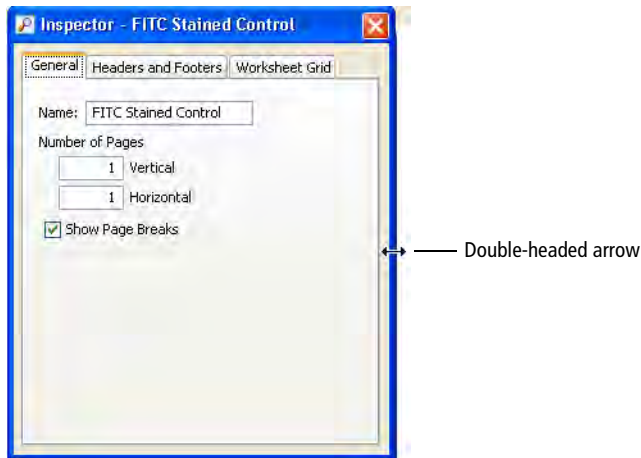 Inspector - FITC Stained Control
General Headers and Footers Worksheet Grid
Name: FITC Stained Control
Number of Pages
1 Vertical
1 Horizontal
Show Page Breaks
Double-headed arrow